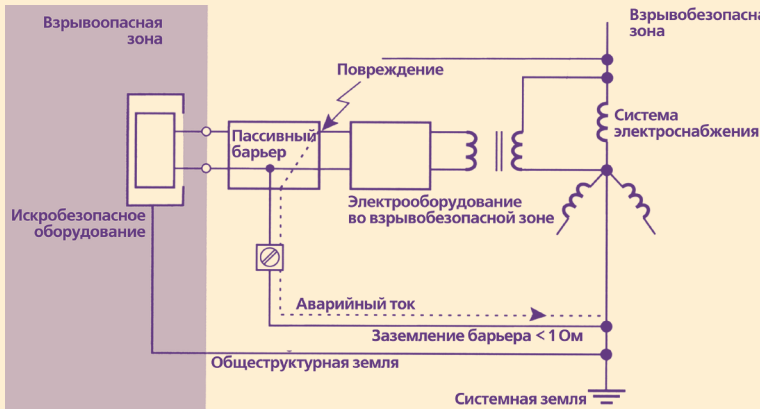 Взрывоопасная
зона
Взрывобезопасна
зона
Повреждение
Пассивный
барьер
Система
электроснабжения
Электрооборудование
во взрывобезопасной зоне
Искробезопасное
оборудование
Аварийный ток
Заземление барьера < 1 Ом
Общеструктурная земля
Системная земля